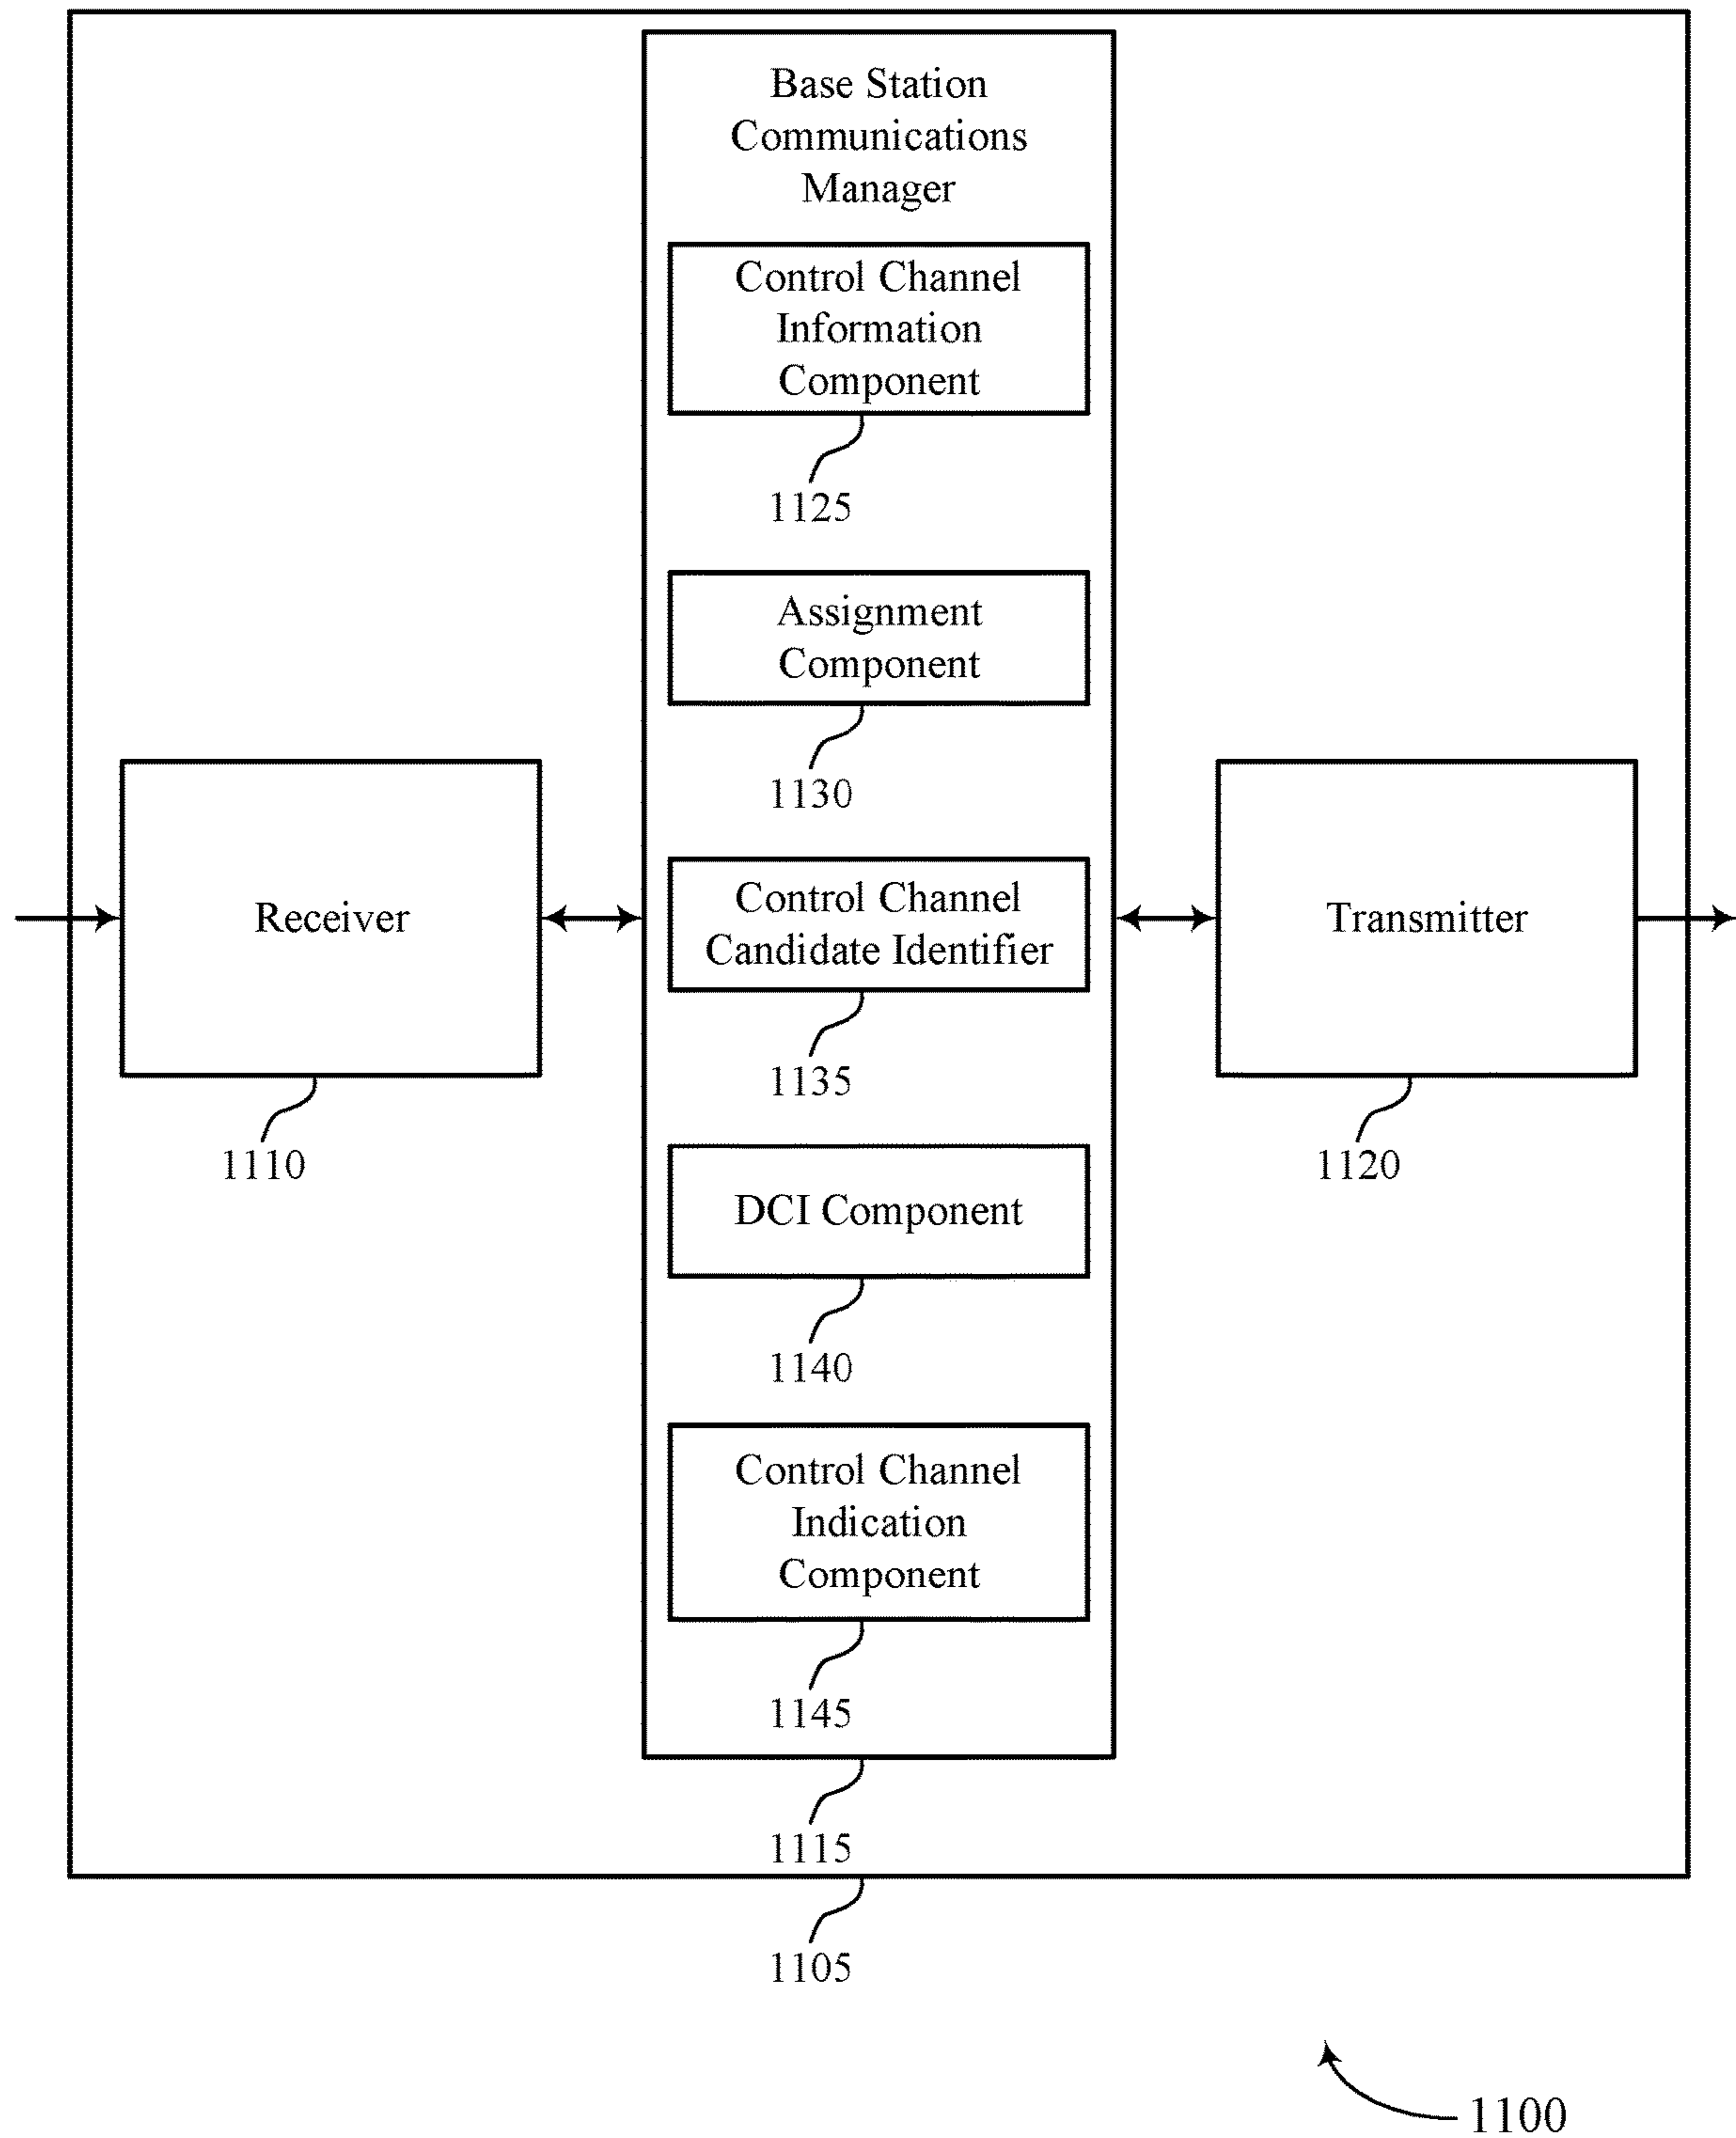 Base Station
Communications
Manager
Control Channel
Information
Component
1125
Assignment
Component
1130
Receiver
1110
Control Channel
Candidate Identifier
1135
Transmitter
1120
DCI Component
1140
Control Channel
Indication
Component
1145
1115
1105
1100